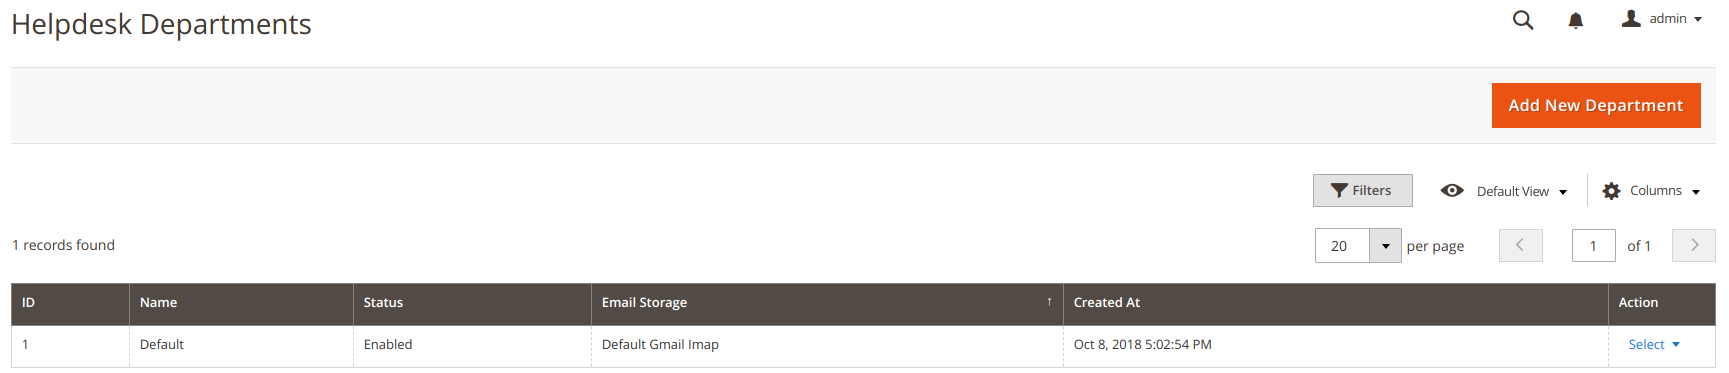 Helpdesk Departments
admin
Add New Department
Filters
Default View
Columns
1 records found
20
per page
1
of 1
ID Name Status Email Storage ↑ Created At Action
1 Default Enabled Default Gmail Imap Oct 8, 2018 5:02:54 PM Select